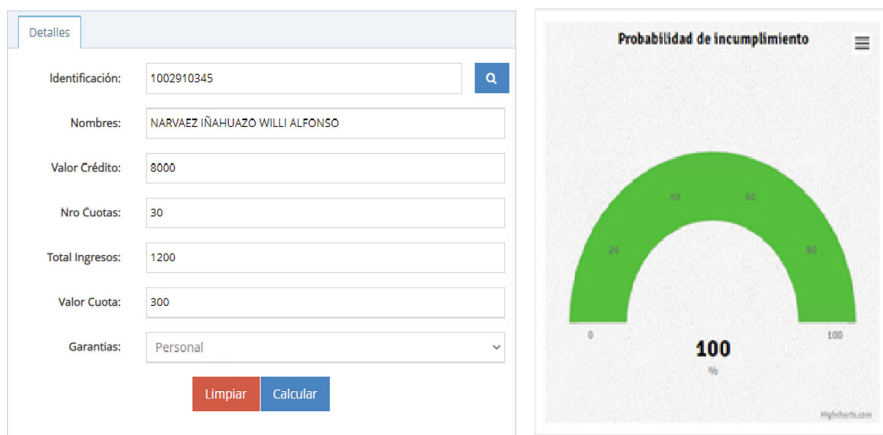 Detalles
Identificación: 1002910345
Nombres: NARVAEZ IÑAHUAZO WILLI ALFONSO
Valor Crédito: 8000
Nro Cuotas: 30
Total Ingresos: 1200
Valor Cuota: 300
Garantias: Personal
Limpiar Calcular
Probabilidad de incumplimiento
40 60
20 80
0 100
100
%
Highcharts.com